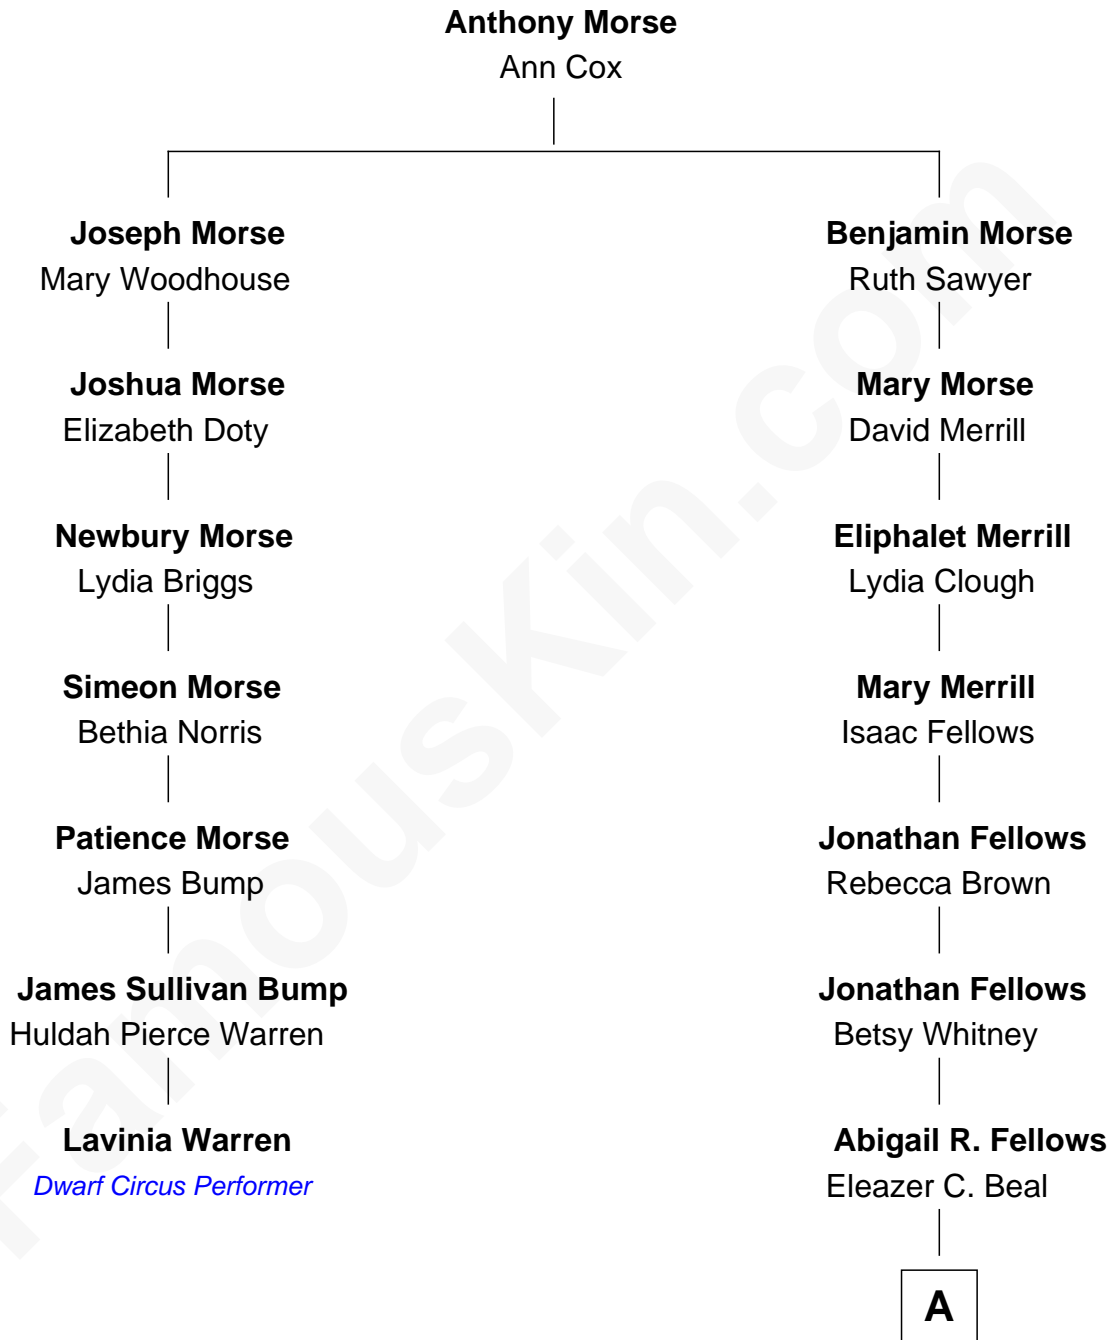 Anthony Morse
Ann Cox
Joseph Morse
Mary Woodhouse
Joshua Morse
Elizabeth Doty
Newbury Morse
Lydia Briggs
Simeon Morse
Bethia Norris
Patience Morse
James Bump
James Sullivan Bump
Huldah Pierce Warren
Lavinia Warren
Dwarf Circus Performer
Benjamin Morse
Ruth Sawyer
Mary Morse
David Merrill
Eliphalet Merrill
Lydia Clough
Mary Merrill
Isaac Fellows
Jonathan Fellows
Rebecca Brown
Jonathan Fellows
Betsy Whitney
Abigail R. Fellows
Eleazer C. Beal
A
FamousKin.com